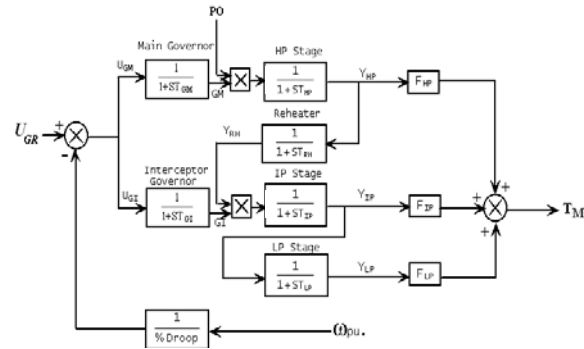 PO
Main Governor
HP Stage
U_GM
1
1+ST_GM
GM
×
1
1+ST_HP
Y_HP
F_HP
Reheater
Y_RH
1
1+ST_RH
U_GR
+
-
+
T_M
Interceptor
Governor
IP Stage
U_GI
1
1+ST_GI
GI
×
1
1+ST_IP
Y_IP
F_IP
+
LP Stage
+
1
1+ST_LP
Y_LP
F_LP
1
% Droop
ωpu.